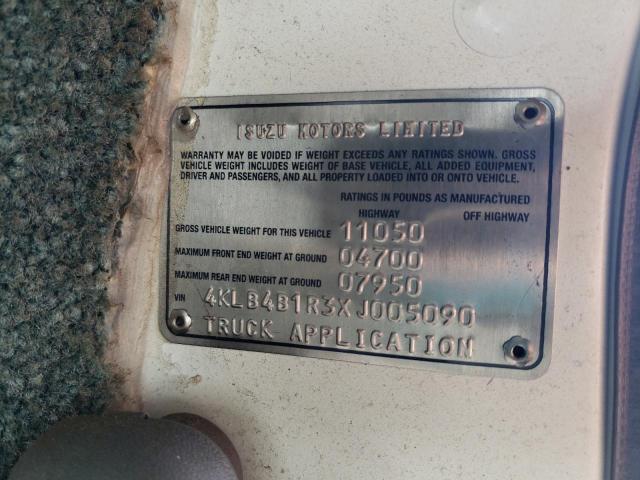 ISUZU MOTORS LIMITED
WARRANTY MAY BE VOIDED IF WEIGHT EXCEEDS ANY RATINGS SHOWN. GROSS
VEHICLE WEIGHT INCLUDES WEIGHT OF BASE VEHICLE, ALL ADDED EQUIPMENT,
DRIVER AND PASSENGERS, AND ALL PROPERTY LOADED INTO OR ONTO VEHICLE.
RATINGS IN POUNDS AS MANUFACTURED
HIGHWAY OFF HIGHWAY
GROSS VEHICLE WEIGHT FOR THIS VEHICLE 11050
MAXIMUM FRONT END WEIGHT AT GROUND 04700
MAXIMUM REAR END WEIGHT AT GROUND 07950
VIN 4KLB4B1R3XJ005090
TRUCK APPLICATION